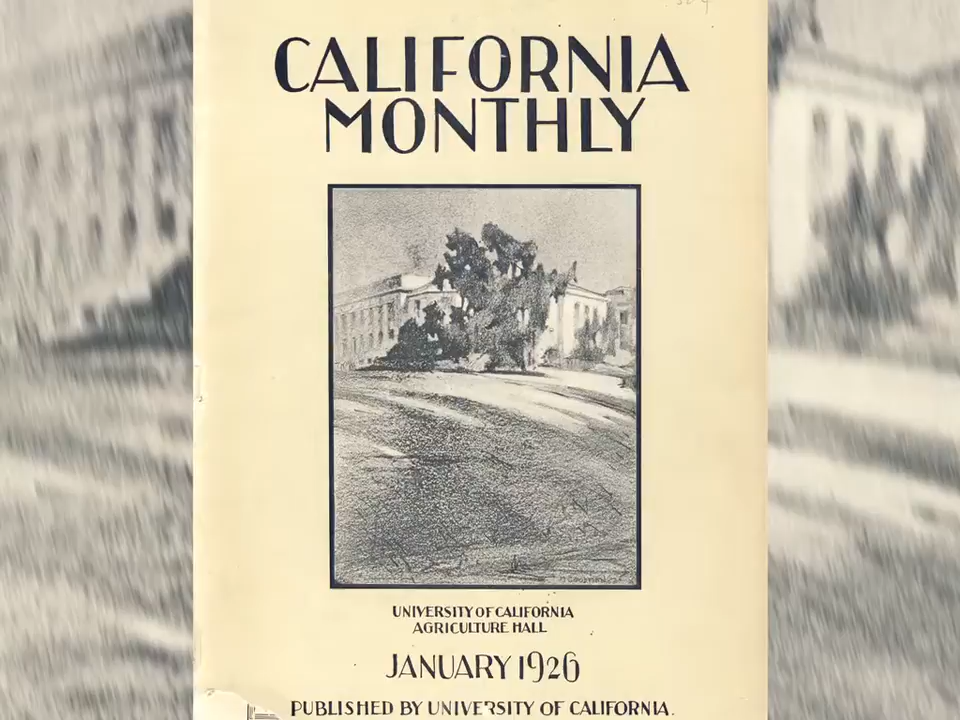 CALIFORNIA
MONTHLY
UNIVERSITY OF CALIFORNIA
AGRICULTURE HALL
JANUARY 1926
PUBLISHED BY UNIVERSITY OF CALIFORNIA.